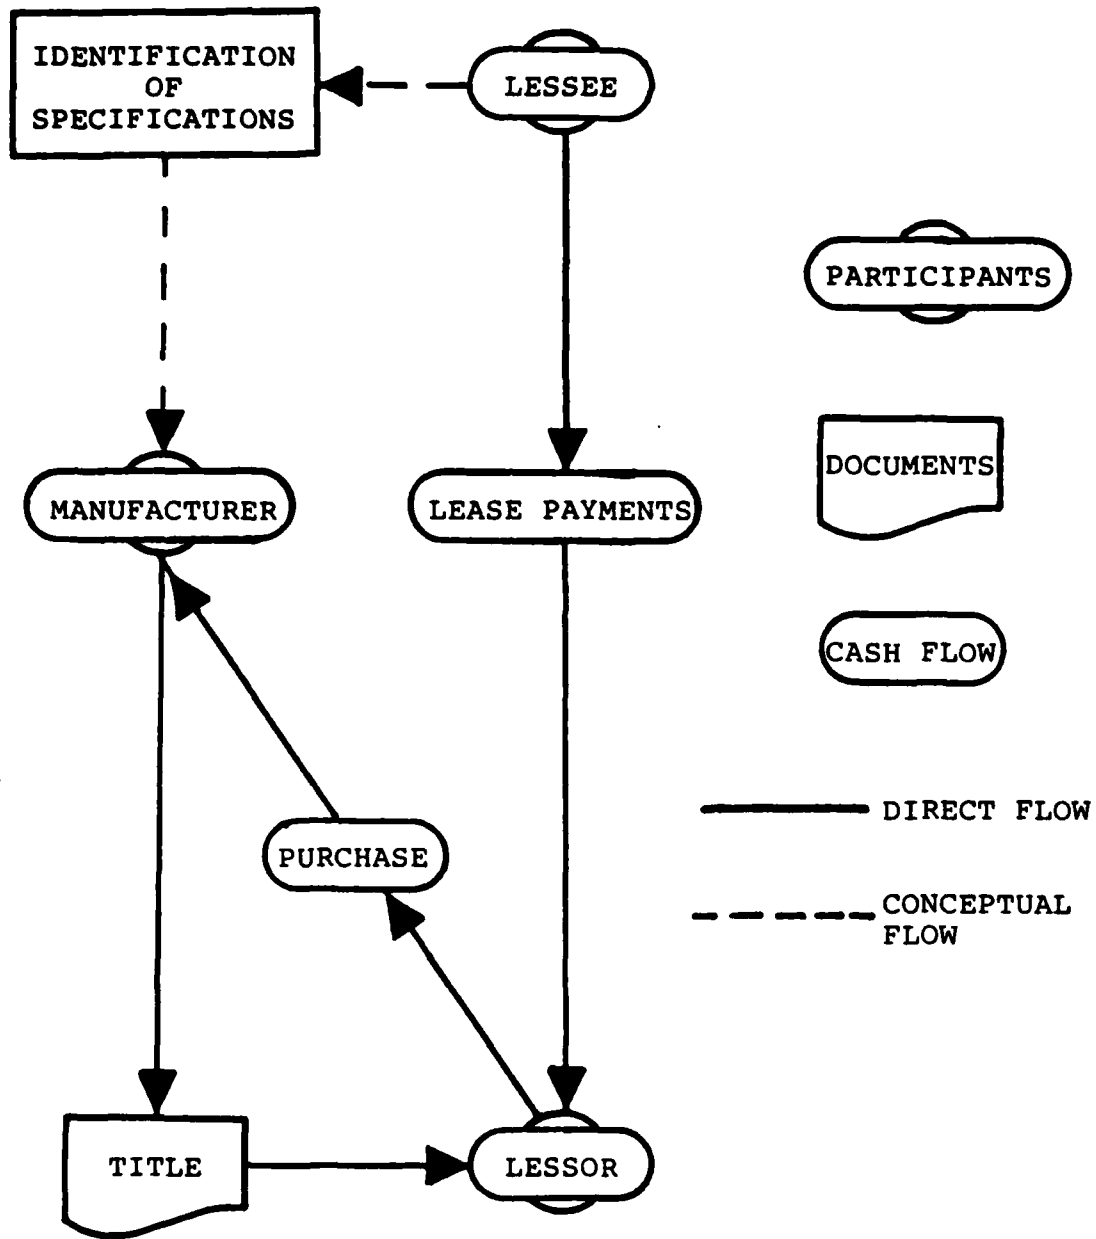 IDENTIFICATION
OF
SPECIFICATIONS
LESSEE
PARTICIPANTS
DOCUMENTS
MANUFACTURER
LEASE PAYMENTS
CASH FLOW
DIRECT FLOW
PURCHASE
CONCEPTUAL
FLOW
TITLE
LESSOR